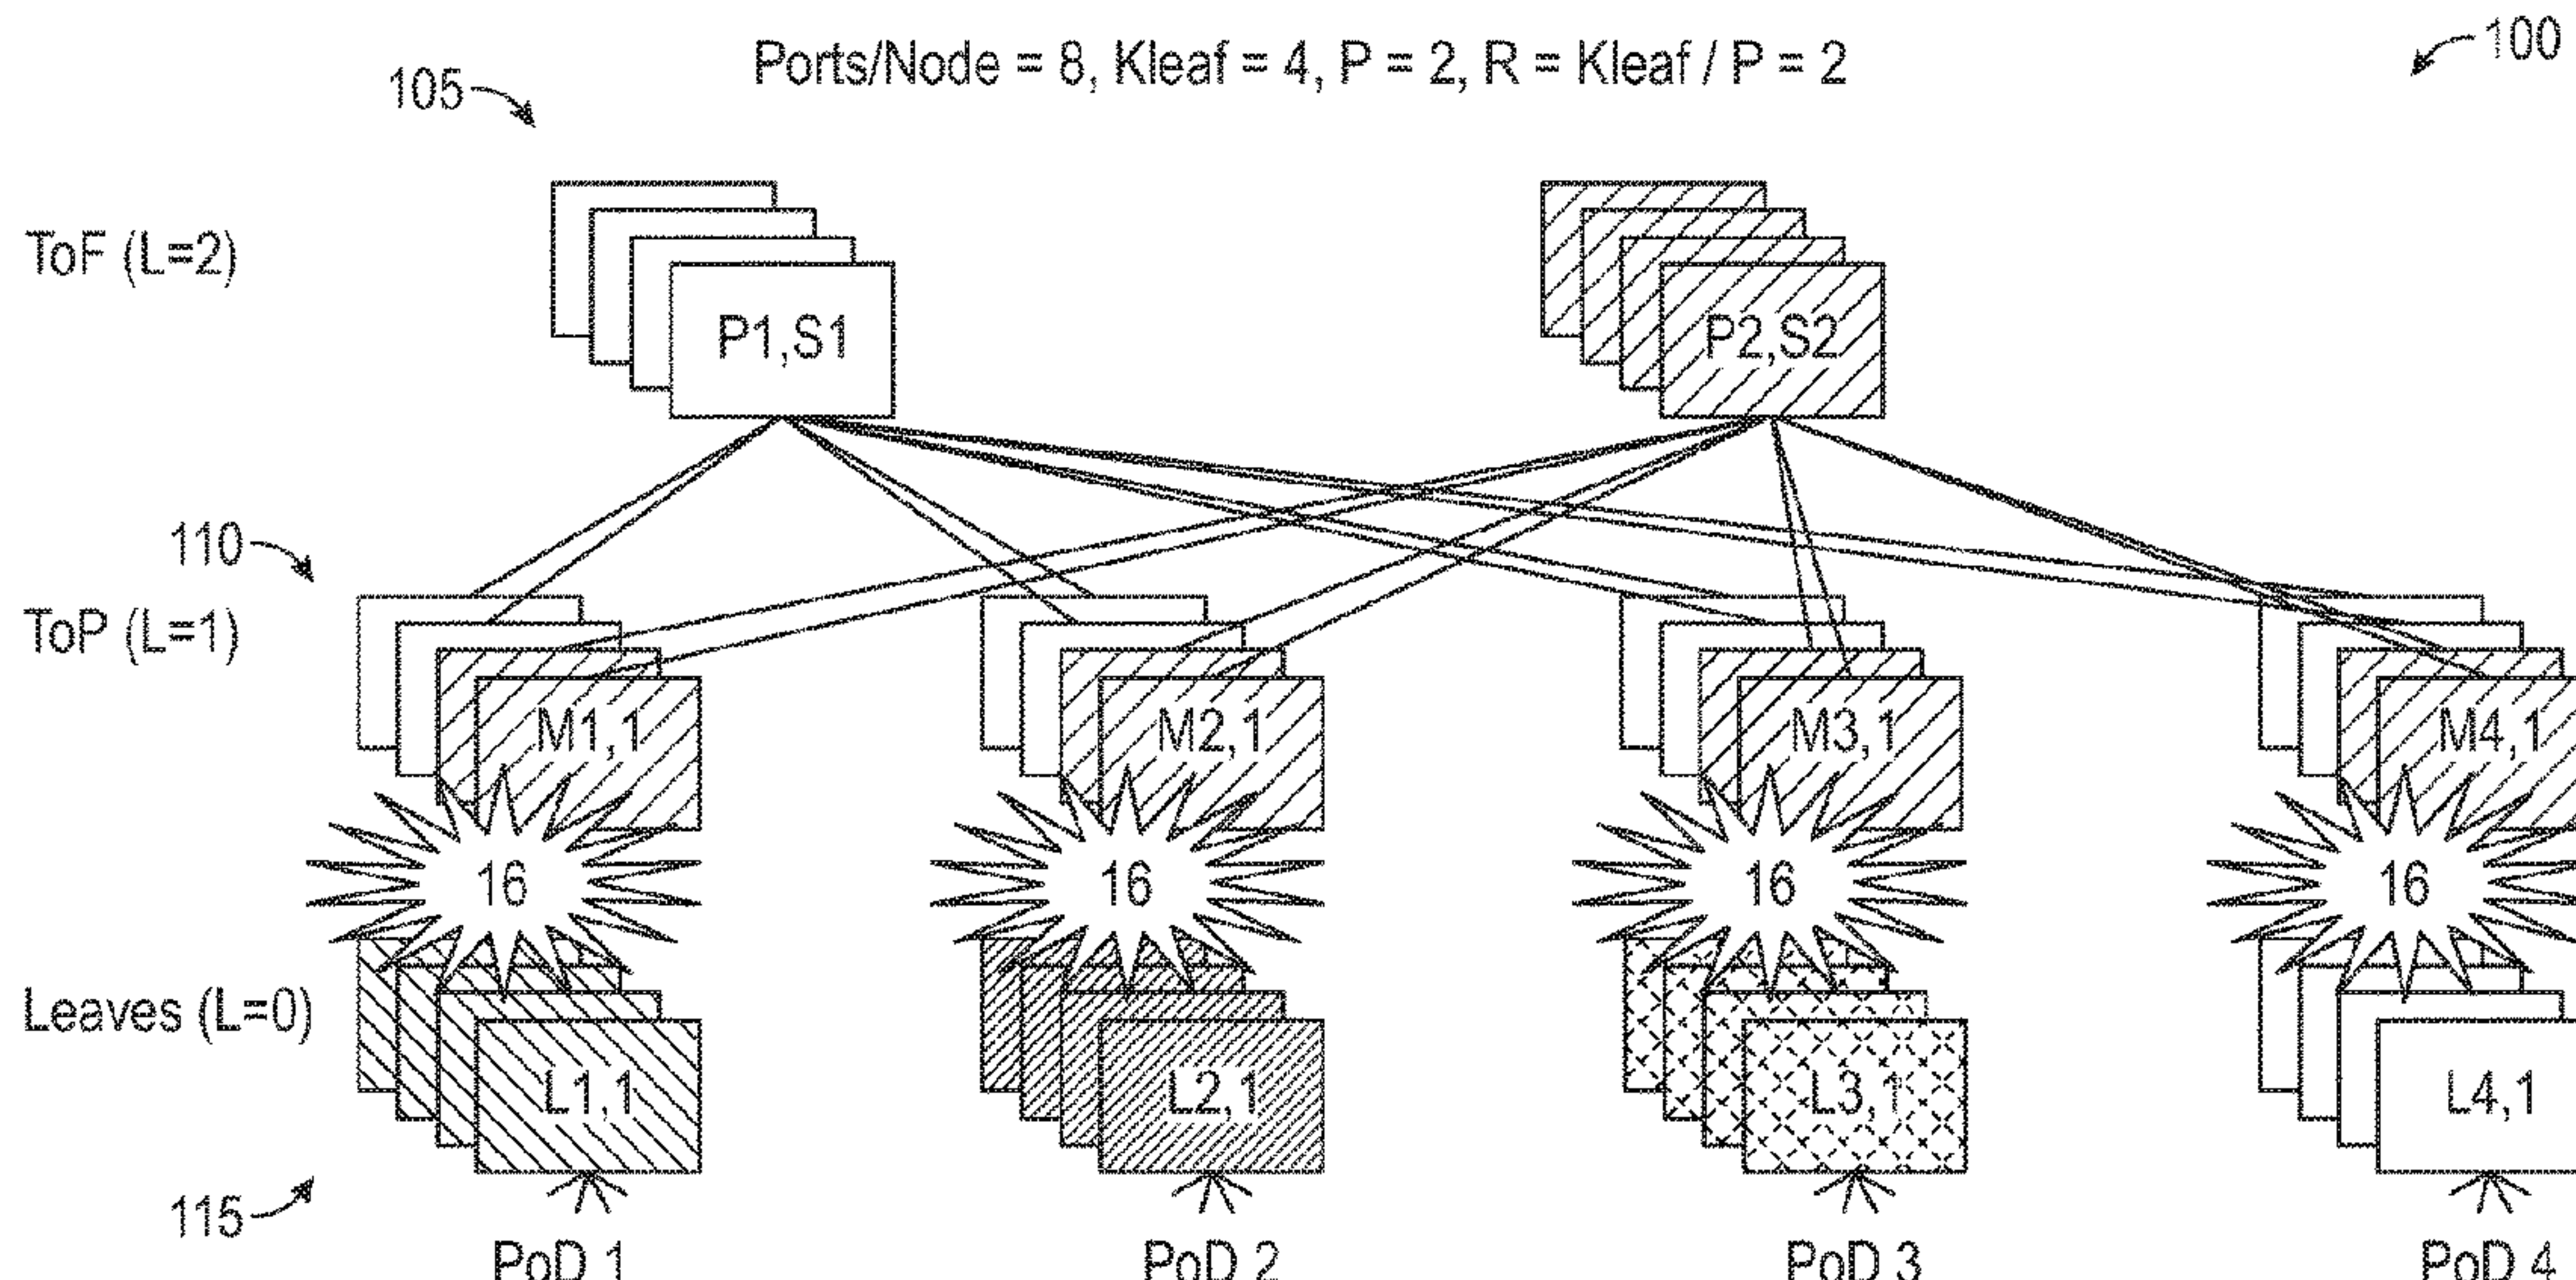 Ports/Node = 8, Kleaf = 4, P = 2, R = Kleaf / P = 2
100
105
ToF (L=2)
P1,S1
P2,S2
110
ToP (L=1)
M1,1
M2,1
M3,1
M4,1
16
16
16
16
Leaves (L=0)
L1,1
L2,1
L3,1
L4,1
115
PoD 1
PoD 2
PoD 3
PoD 4